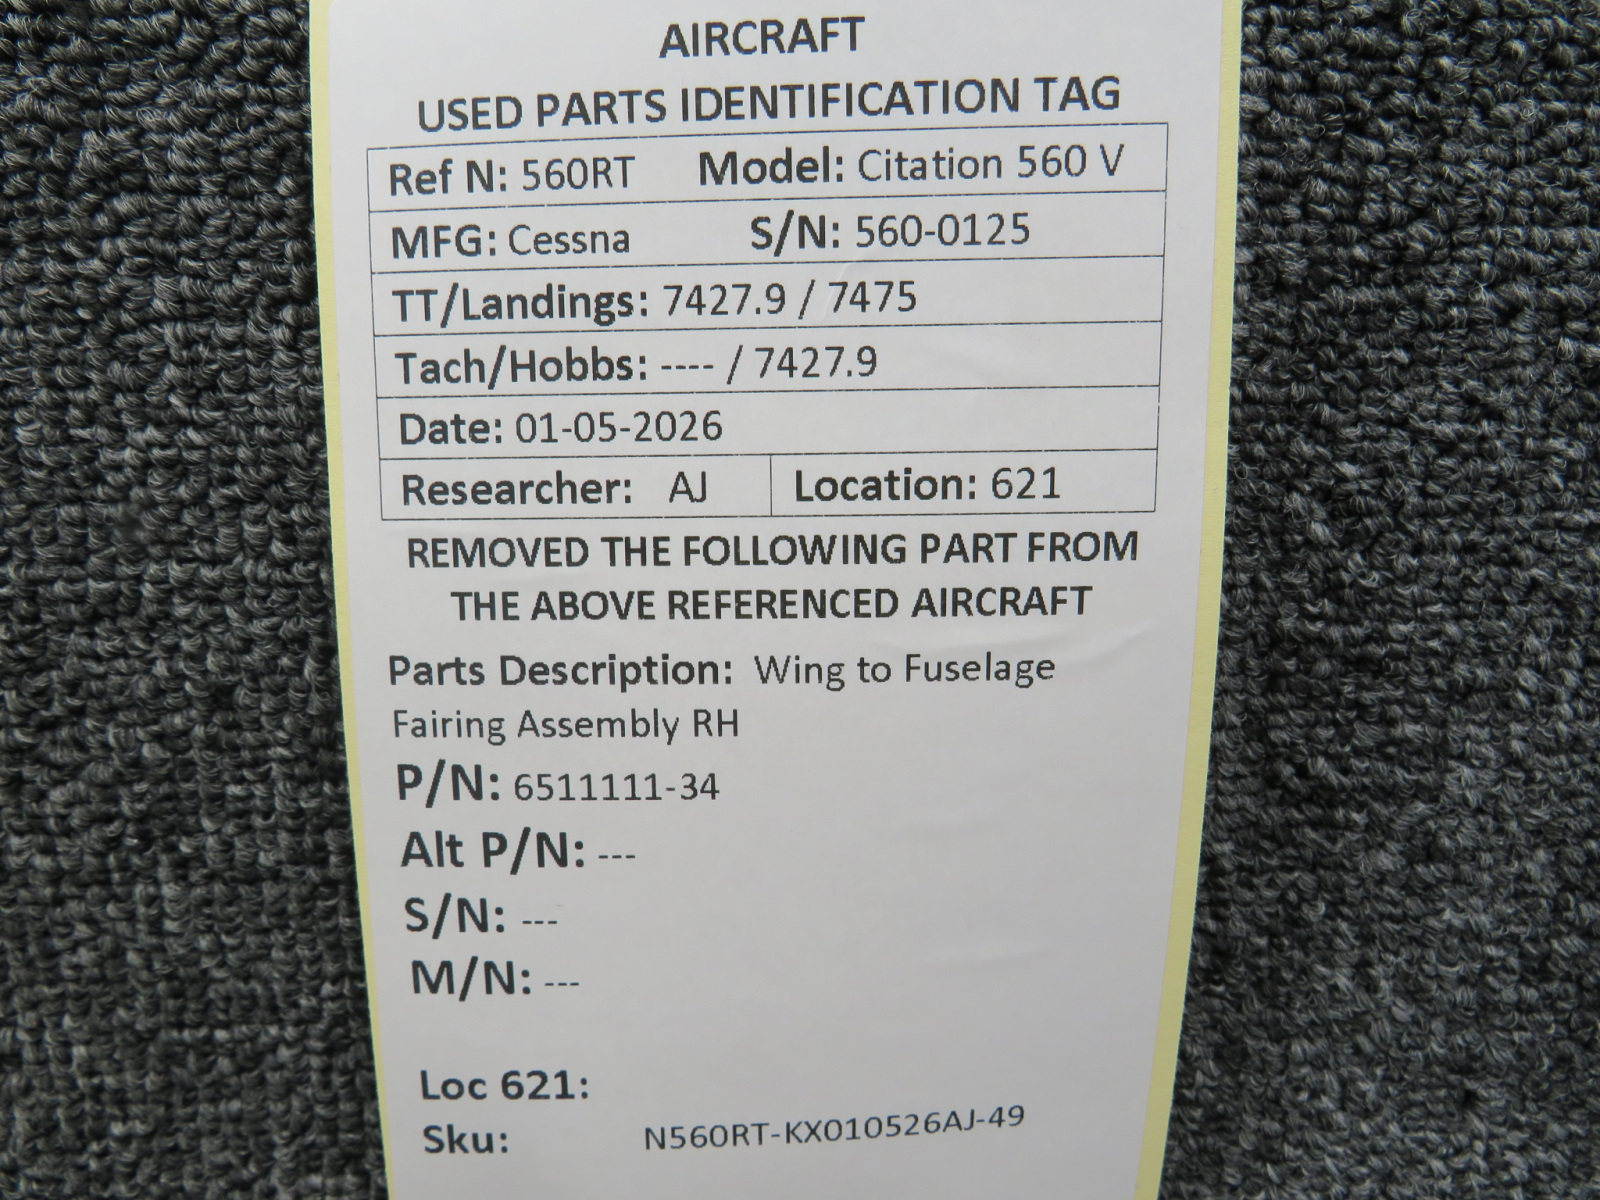 AIRCRAFT
USED PARTS IDENTIFICATION TAG
Ref N: 560RT Model: Citation 560 V
MFG: Cessna S/N: 560-0125
TT/Landings: 7427.9 / 7475
Tach/Hobbs: ---- / 7427.9
Date: 01-05-2026
Researcher: AJ Location: 621
REMOVED THE FOLLOWING PART FROM
THE ABOVE REFERENCED AIRCRAFT
Parts Description: Wing to Fuselage
Fairing Assembly RH
P/N: 6511111-34
Alt P/N: ---
S/N: ---
M/N: ---
Loc 621:
Sku: N560RT-KX010526AJ-49